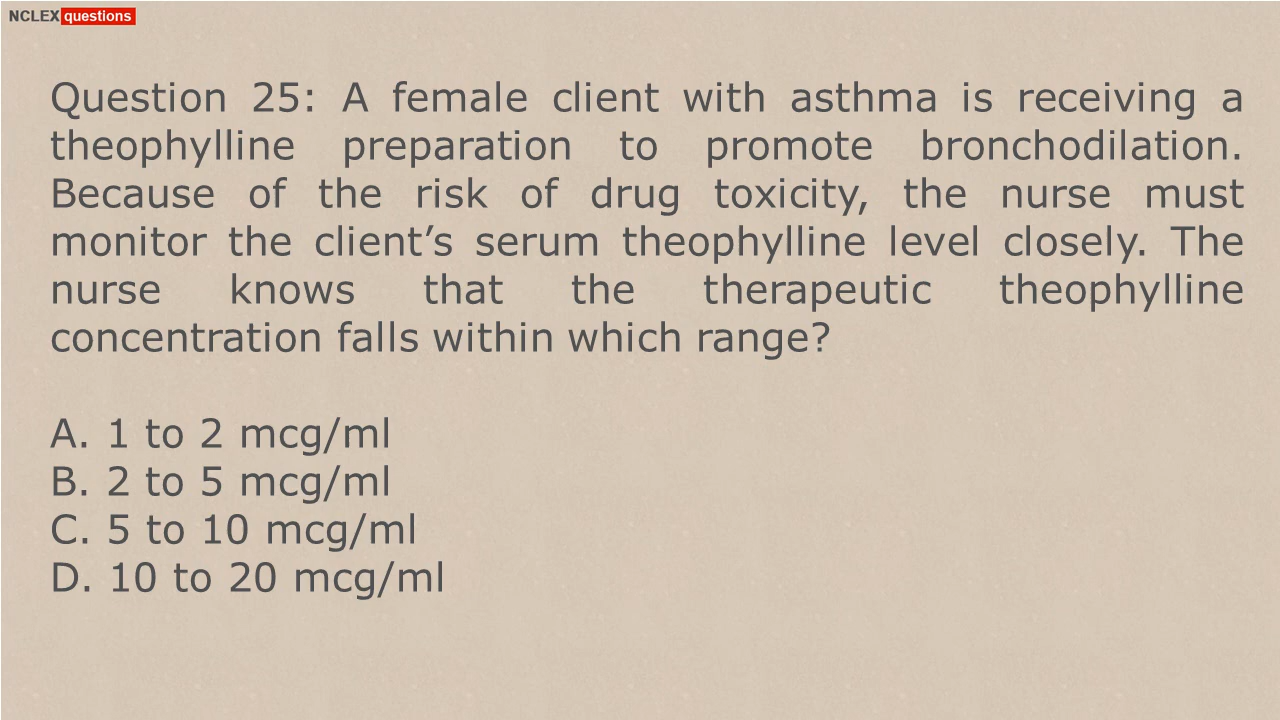 NCLEX questions
Question 25: A female client with asthma is receiving a
theophylline preparation to promote bronchodilation.
Because of the risk of drug toxicity, the nurse must
monitor the client’s serum theophylline level closely. The
nurse knows that the therapeutic theophylline
concentration falls within which range?
A. 1 to 2 mcg/ml
B. 2 to 5 mcg/ml
C. 5 to 10 mcg/ml
D. 10 to 20 mcg/ml